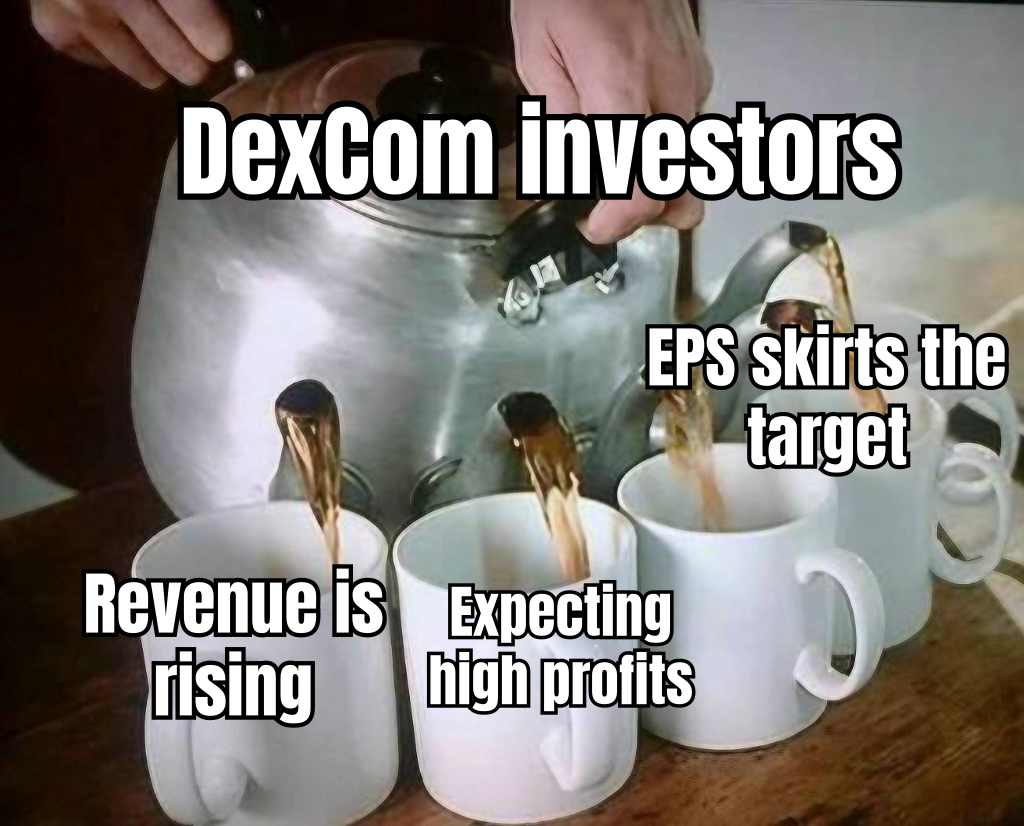 DexCom investors
EPS skirts the
target
Revenue is
rising
Expecting
high profits